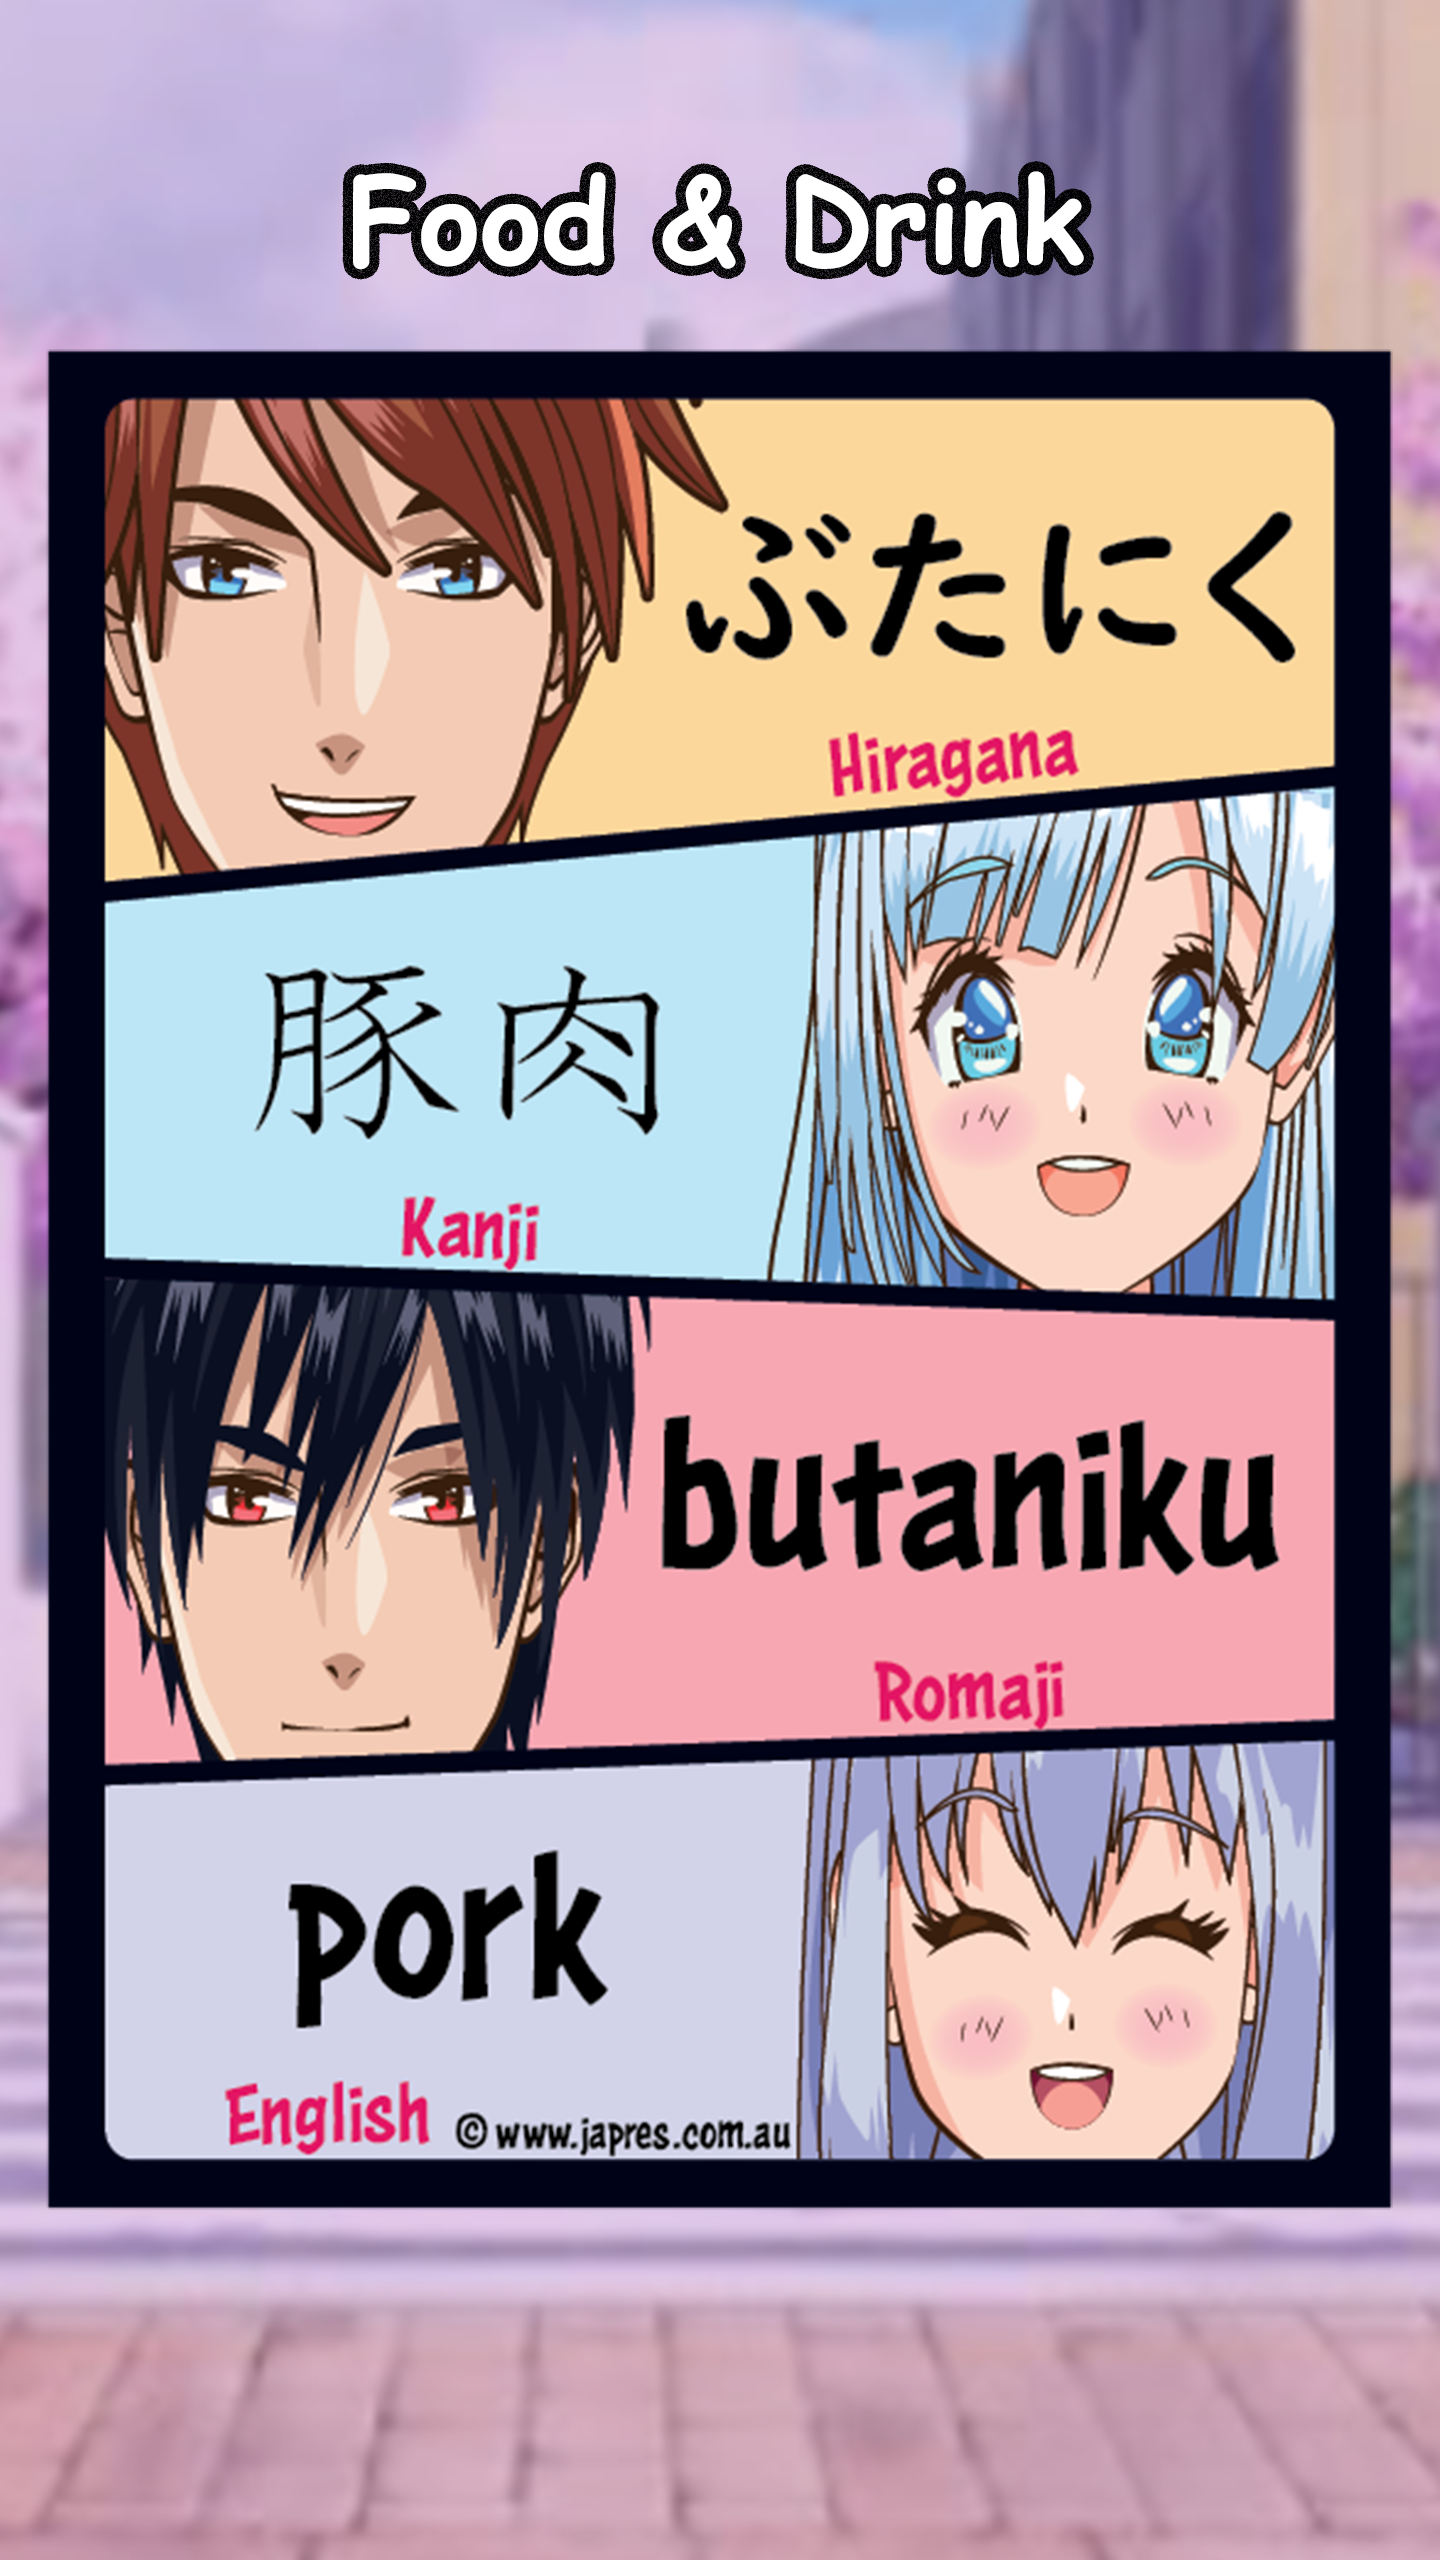 Food & Drink
ぶたにく
Hiragana
豚肉
Kanji
butaniku
Romaji
pork
English
© www.japres.com.au